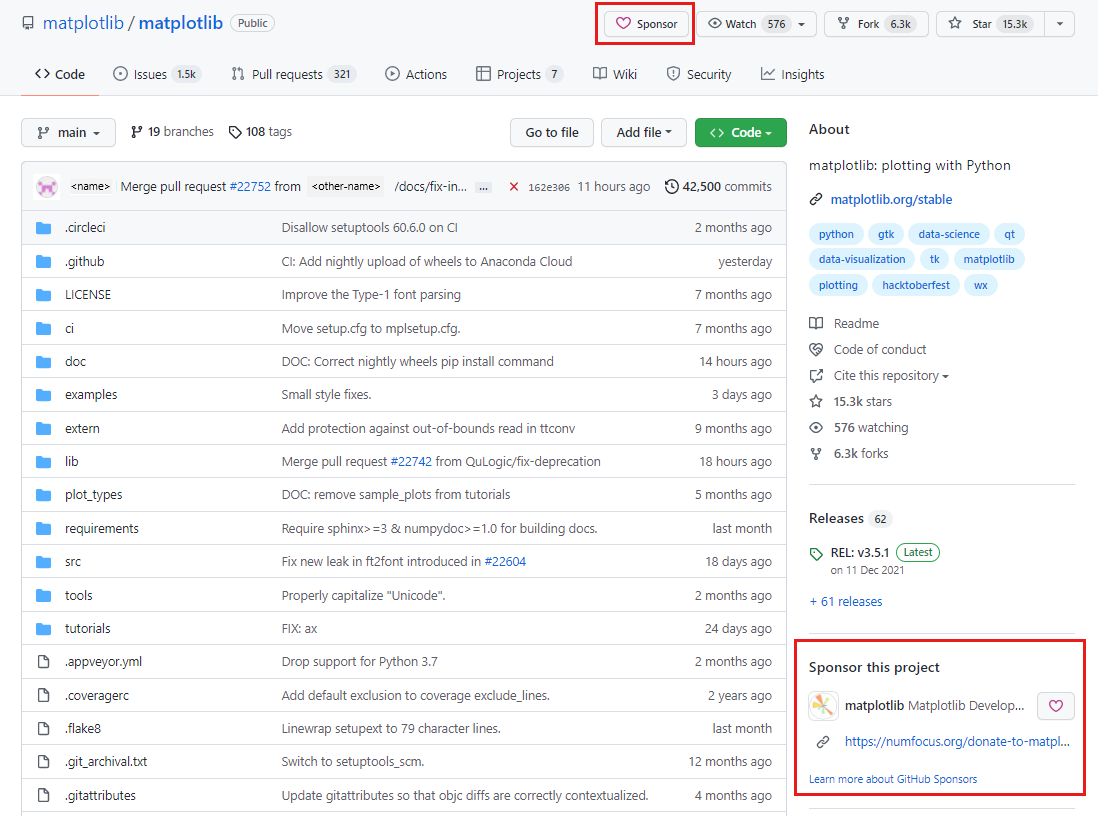 matplotlib / matplotlib Public
Sponsor Watch 576 Fork 6.3k Star 15.3k
Code Issues 1.5k Pull requests 321 Actions Projects 7 Wiki Security Insights
main 19 branches 108 tags Go to file Add file Code
<name> Merge pull request #22752 from <other-name> /docs/fix-in... ... 162e306 11 hours ago 42,500 commits
.circleci Disallow setuptools 60.6.0 on CI 2 months ago
.github CI: Add nightly upload of wheels to Anaconda Cloud yesterday
LICENSE Improve the Type-1 font parsing 7 months ago
ci Move setup.cfg to mplsetup.cfg. 7 months ago
doc DOC: Correct nightly wheels pip install command 14 hours ago
examples Small style fixes. 3 days ago
extern Add protection against out-of-bounds read in ttconv 9 months ago
lib Merge pull request #22742 from QuLogic/fix-deprecation 18 hours ago
plot_types DOC: remove sample_plots from tutorials 5 months ago
requirements Require sphinx>=3 & numpydoc>=1.0 for building docs. last month
src Fix new leak in ft2font introduced in #22604 18 days ago
tools Properly capitalize "Unicode". 2 months ago
tutorials FIX: ax 24 days ago
.appveyor.yml Drop support for Python 3.7 2 months ago
.coveragerc Add default exclusion to coverage exclude_lines. 2 years ago
.flake8 Linewrap setupext to 79 character lines. last month
.git_archival.txt Switch to setuptools_scm. 12 months ago
.gitattributes Update gitattributes so that objc diffs are correctly contextualized. 4 months ago
About
matplotlib: plotting with Python
matplotlib.org/stable
python gtk data-science qt
data-visualization tk matplotlib
plotting hacktoberfest wx
Readme
Code of conduct
Cite this repository
15.3k stars
576 watching
6.3k forks
Releases 62
REL: v3.5.1 Latest
on 11 Dec 2021
+ 61 releases
Sponsor this project
matplotlib Matplotlib Develop...
https://numfocus.org/donate-to-matpl...
Learn more about GitHub Sponsors